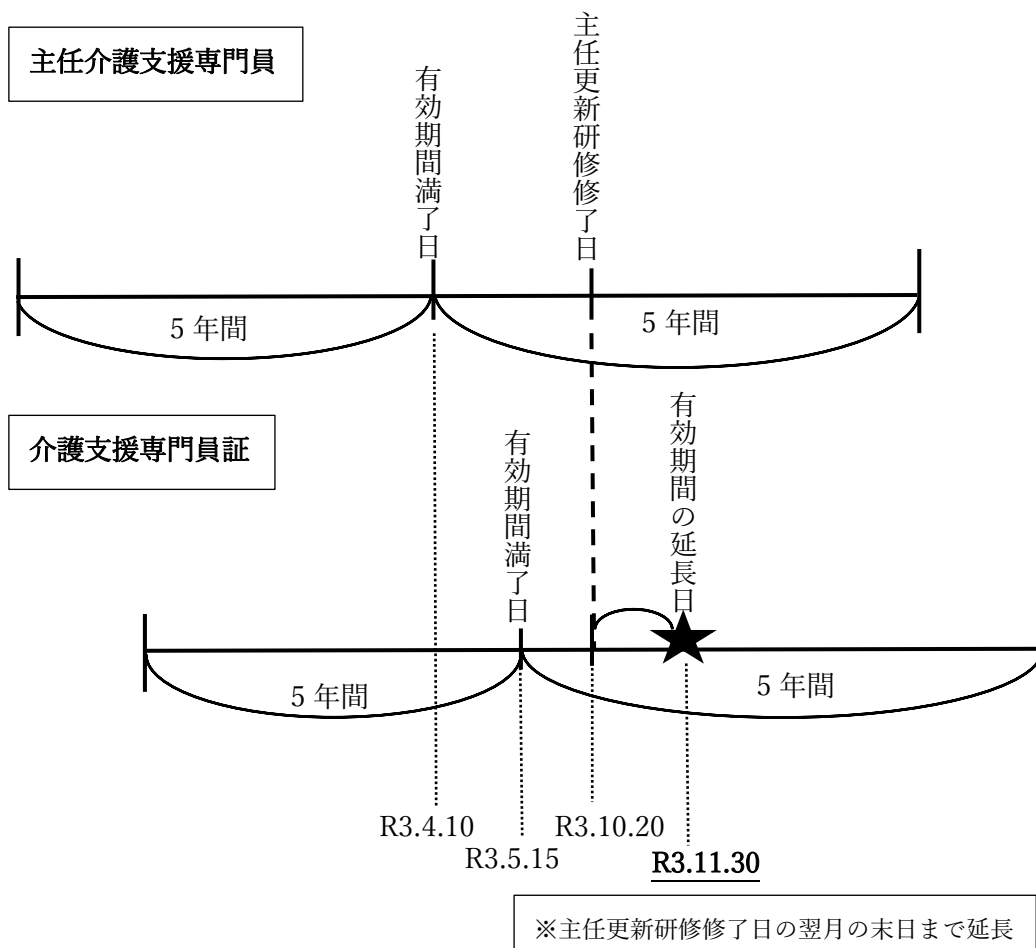 主任介護支援専門員
有効期間満了日
主任更新研修修了日
5 年間
5 年間
介護支援専門員証
有効期間満了日
有効期間の延長日
5 年間
5 年間
R3.4.10
R3.10.20
R3.5.15
R3.11.30
※主任更新研修修了日の翌月の末日まで延長